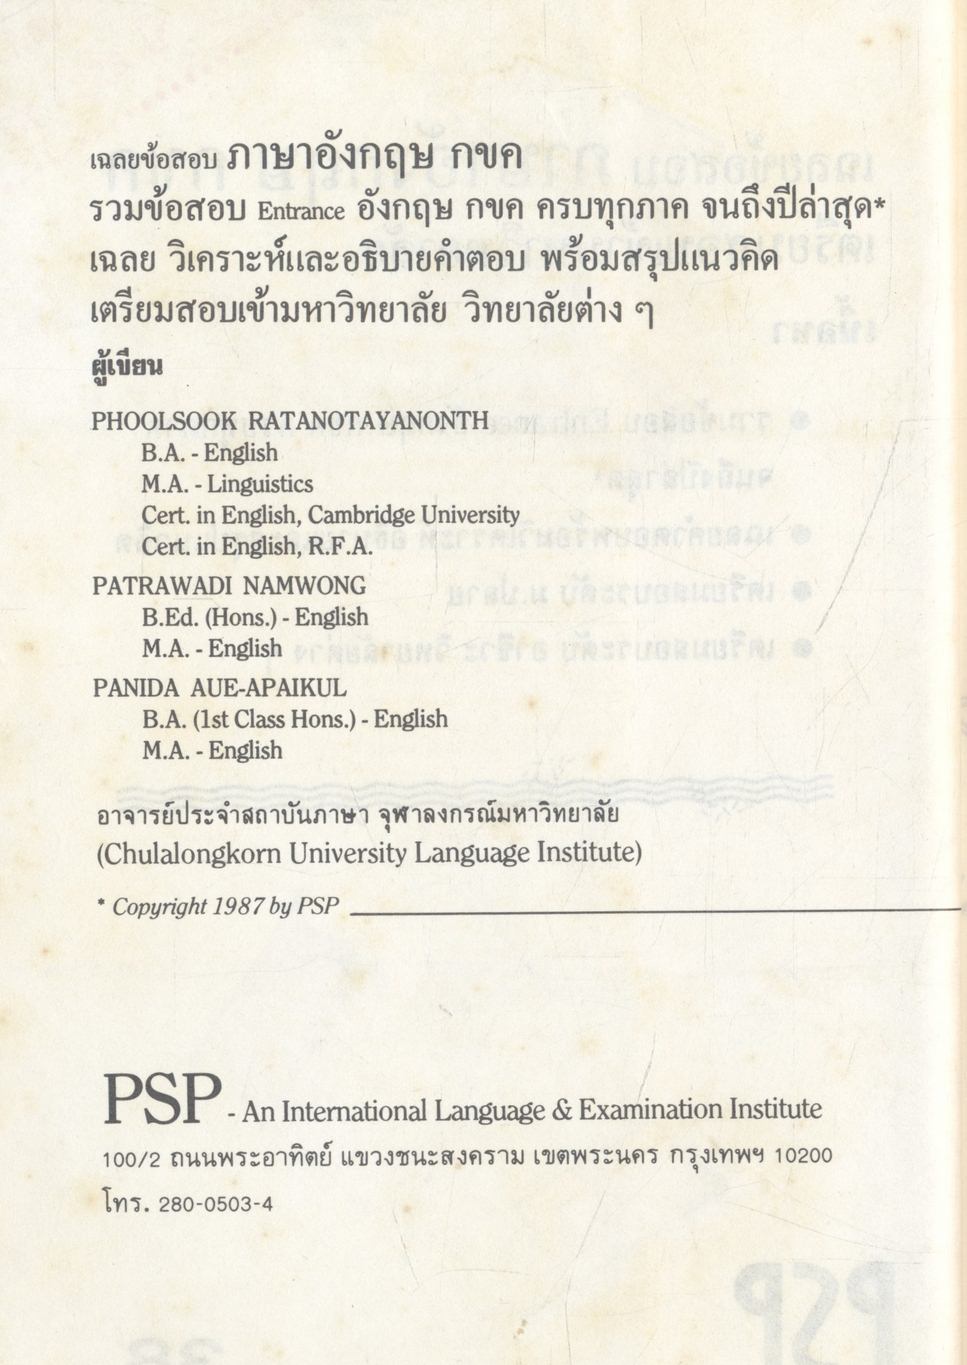 เฉลยข้อสอบ ภาษาอังกฤษ กขค
รวมข้อสอบ Entrance อังกฤษ กขค ครบทุกภาค จนถึงปีล่าสุด*
เฉลย วิเคราะห์และอธิบายคำตอบ พร้อมสรุปแนวคิด
เตรียมสอบเข้ามหาวิทยาลัย วิทยาลัยต่าง ๆ
ผู้เขียน
PHOOLSOOK RATANOTAYANONTH
B.A. - English
M.A. - Linguistics
Cert. in English, Cambridge University
Cert. in English, R.F.A.
PATRAWADI NAMWONG
B.Ed. (Hons.) - English
M.A. - English
PANIDA AUE-APAIKUL
B.A. (1st Class Hons.) - English
M.A. - English
อาจารย์ประจำสถาบันภาษา จุฬาลงกรณ์มหาวิทยาลัย
(Chulalongkorn University Language Institute)
* Copyright 1987 by PSP
PSP - An International Language & Examination Institute
100/2 ถนนพระอาทิตย์ แขวงชนะสงคราม เขตพระนคร กรุงเทพฯ 10200
โทร. 280-0503-4